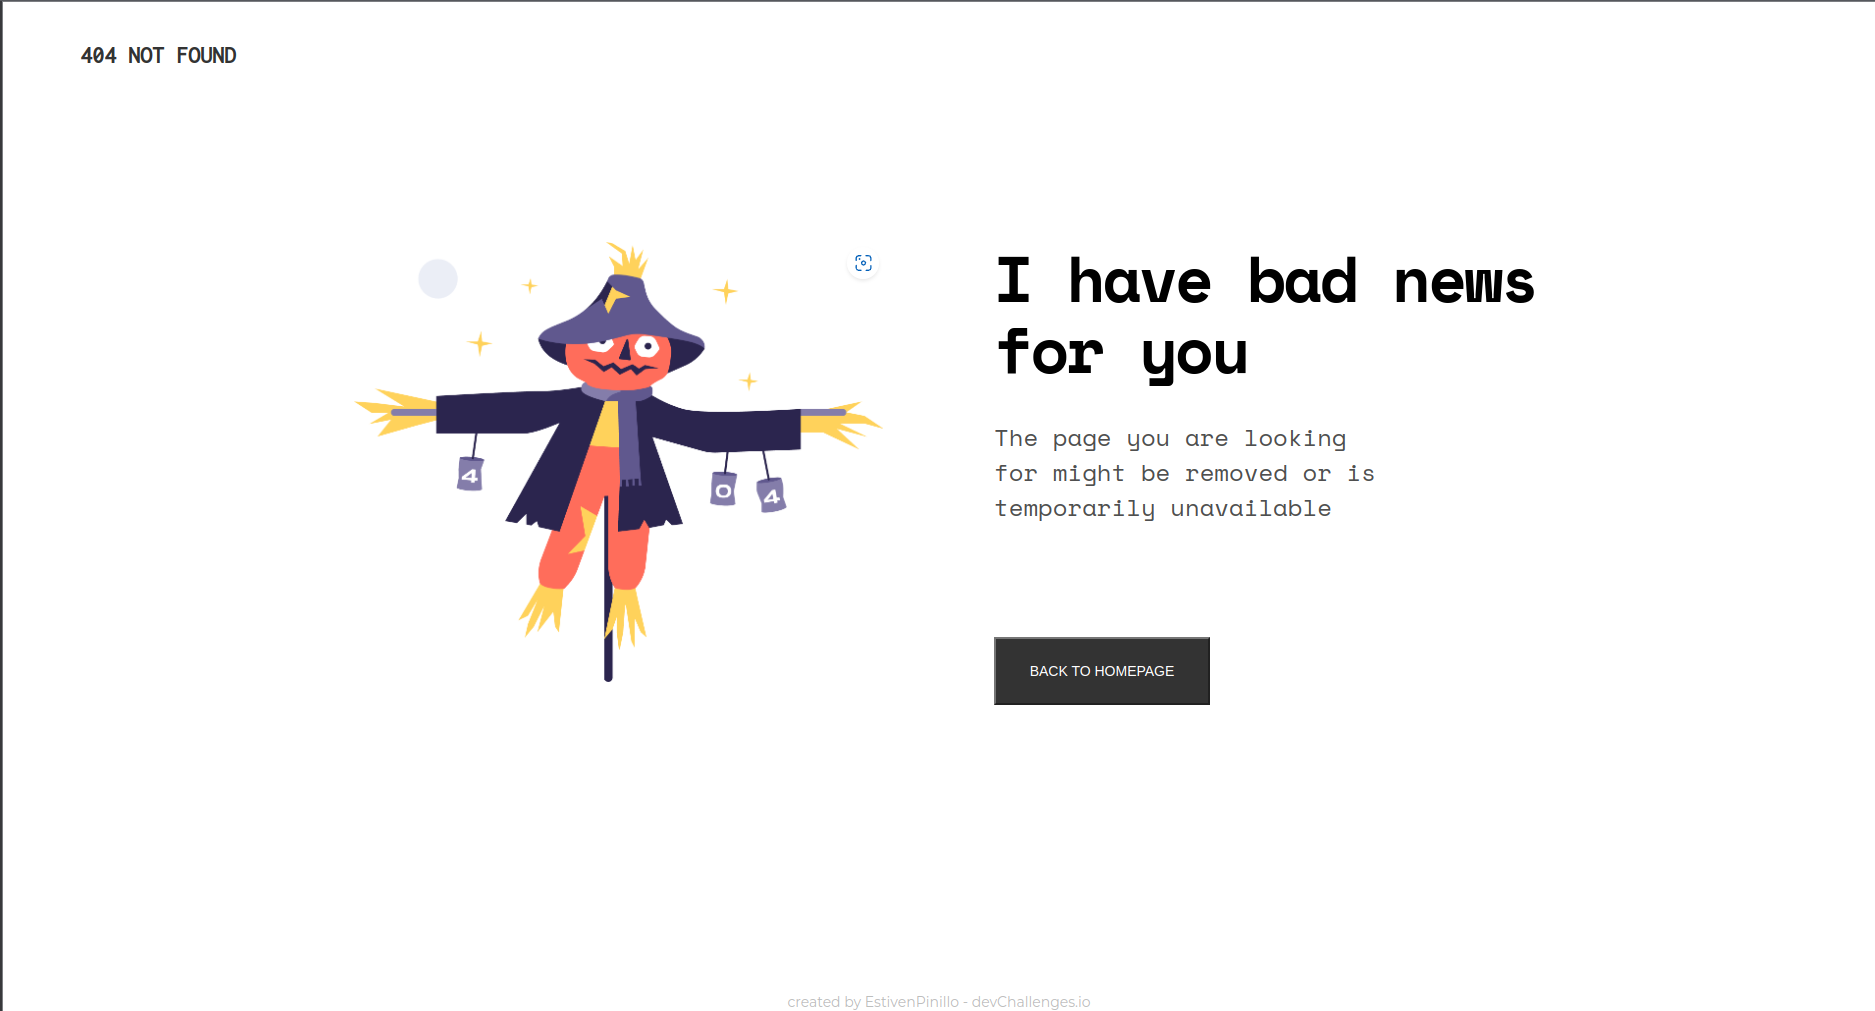 404 NOT FOUND
I have bad news
for you
4
0
4
The page you are looking
for might be removed or is
temporarily unavailable
BACK TO HOMEPAGE
created by EstivenPinillo - devChallenges.io